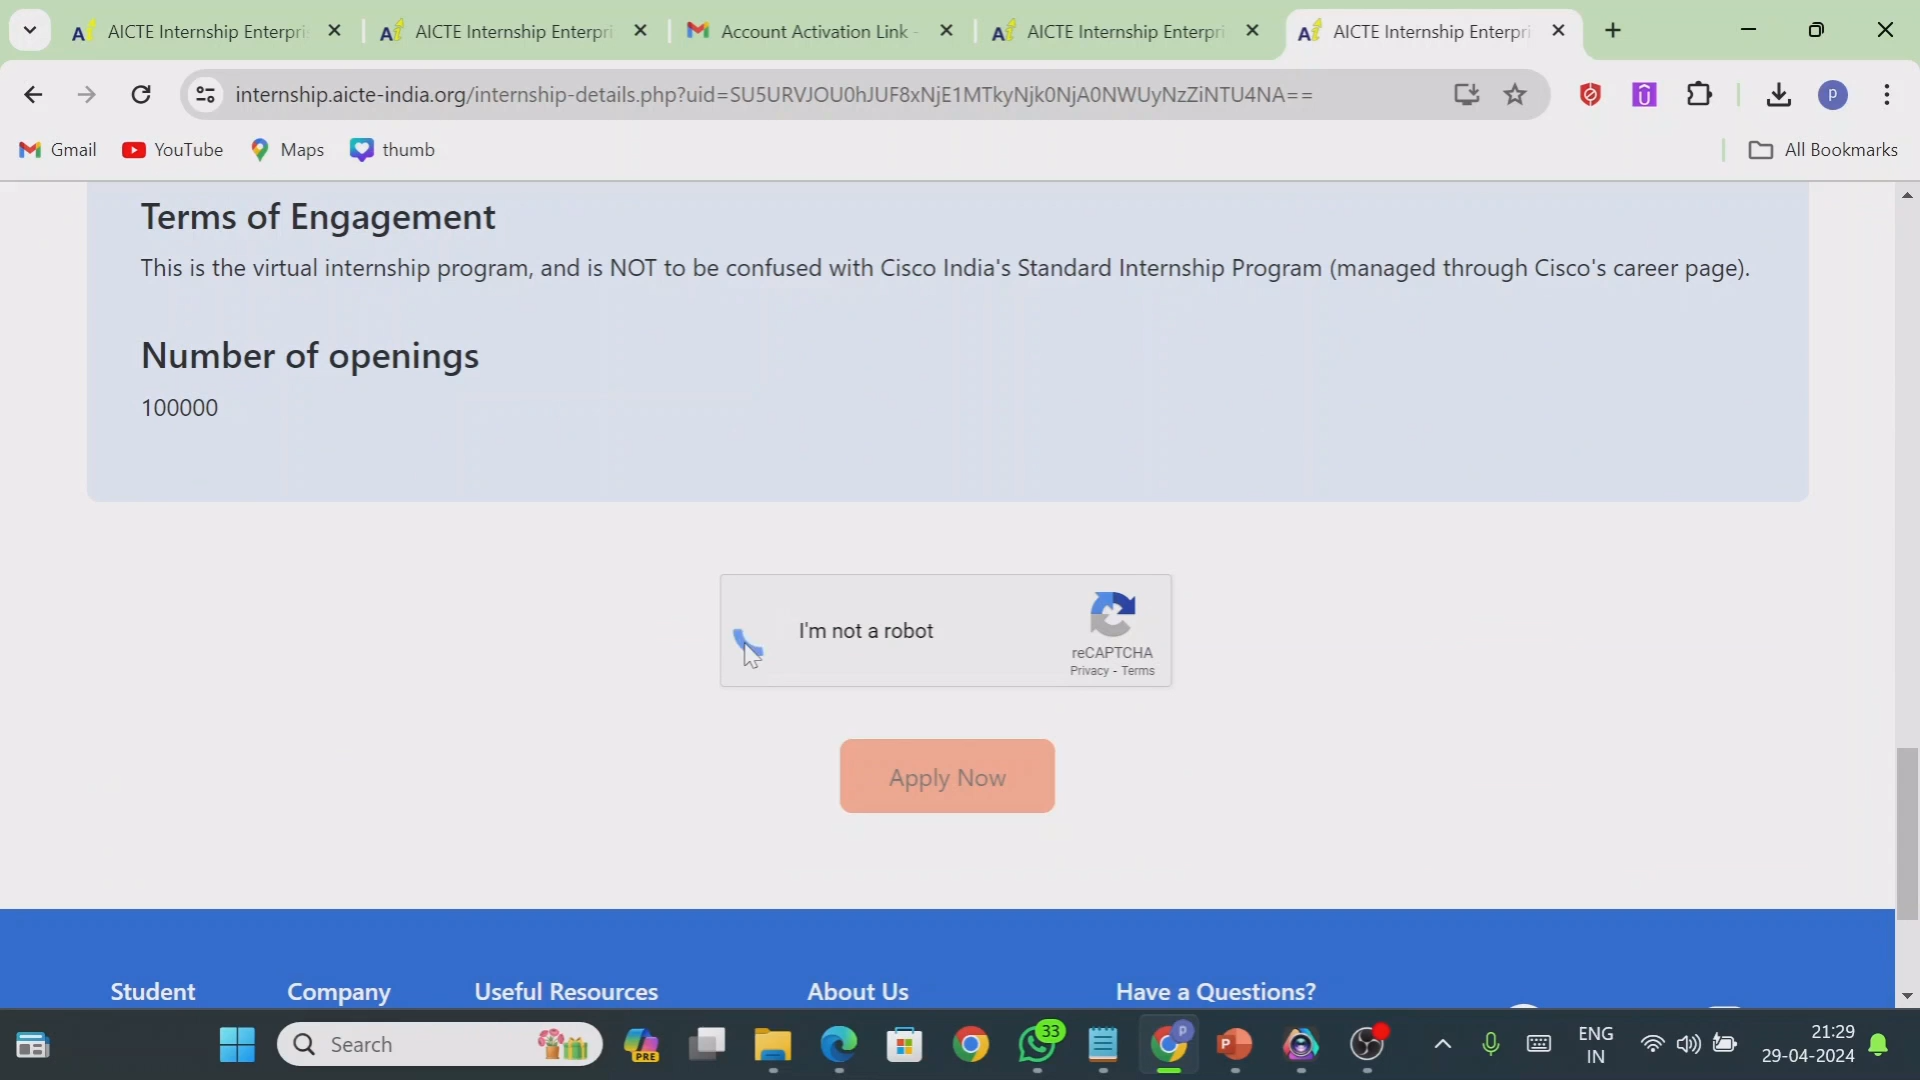 AICTE Internship Enterpri
AICTE Internship Enterpri
Account Activation Link -
AICTE Internship Enterpri
AICTE Internship Enterpri
internship.aicte-india.org/internship-details.php?uid=SU5URVJOU0hJUF8xNjE1MTkyNjk0NjA0NWUyNzZiNTU4NA==
P
Gmail
YouTube
Maps
thumb
All Bookmarks
Terms of Engagement
This is the virtual internship program, and is NOT to be confused with Cisco India's Standard Internship Program (managed through Cisco's career page).
Number of openings
100000
I'm not a robot
reCAPTCHA
Privacy - Terms
Apply Now
Student
Company
Useful Resources
About Us
Have a Questions?
Search
PRE
33
P
ENG
IN
21:29
29-04-2024